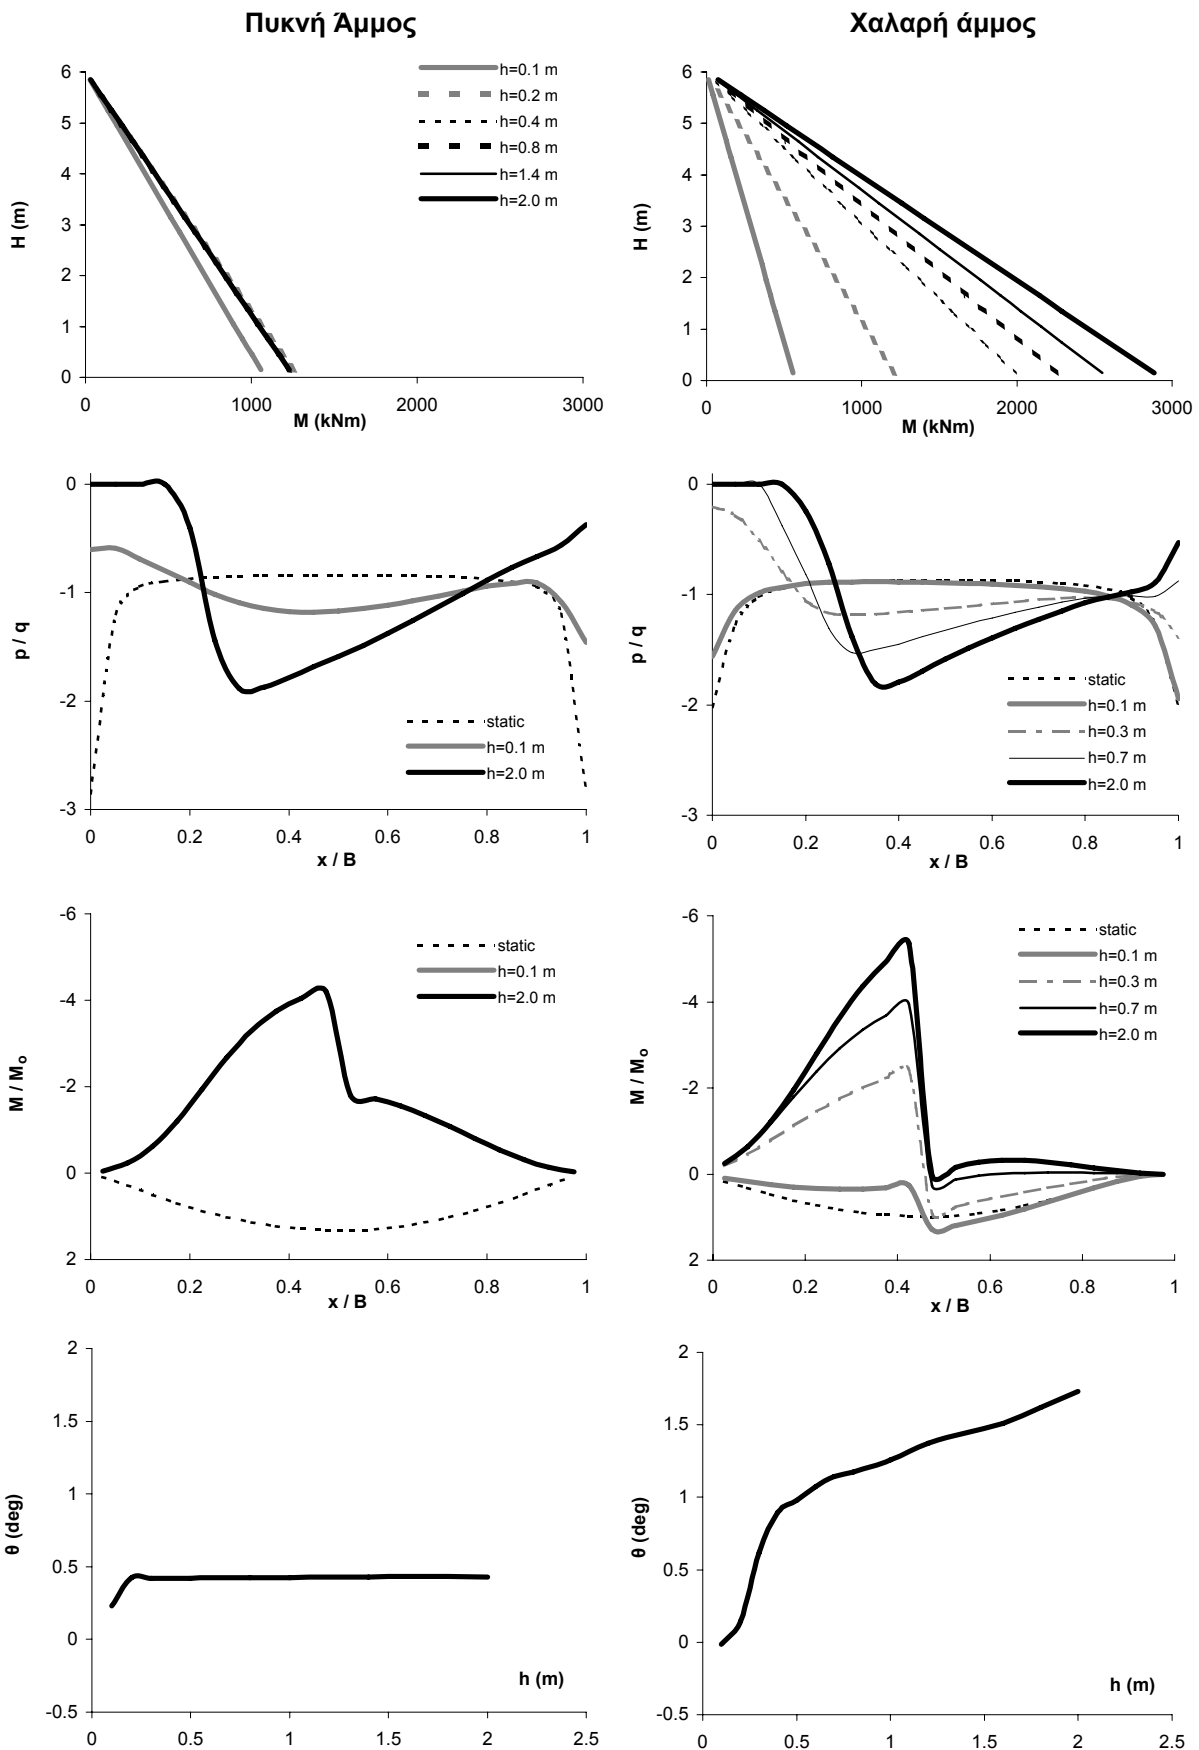 Πυκνή Άμμος
Χαλαρή άμμος
6
5
4
3
2
1
0
H (m)
0
1000
2000
3000
M (kNm)
h=0.1 m
h=0.2 m
h=0.4 m
h=0.8 m
h=1.4 m
h=2.0 m
6
5
4
3
2
1
0
H (m)
0
1000
2000
3000
M (kNm)
0
-1
-2
-3
p / q
0
0.2
0.4
0.6
0.8
1
x / B
static
h=0.1 m
h=2.0 m
0
-1
-2
-3
p / q
0
0.2
0.4
0.6
0.8
1
x / B
static
h=0.1 m
h=0.3 m
h=0.7 m
h=2.0 m
-6
-4
-2
0
2
M / Mo
0
0.2
0.4
0.6
0.8
1
x / B
static
h=0.1 m
h=2.0 m
-6
-4
-2
0
2
M / Mo
0
0.2
0.4
0.6
0.8
1
x / B
static
h=0.1 m
h=0.3 m
h=0.7 m
h=2.0 m
2
1.5
1
0.5
0
-0.5
θ (deg)
h (m)
0
0.5
1
1.5
2
2.5
2
1.5
1
0.5
0
-0.5
θ (deg)
h (m)
0
0.5
1
1.5
2
2.5